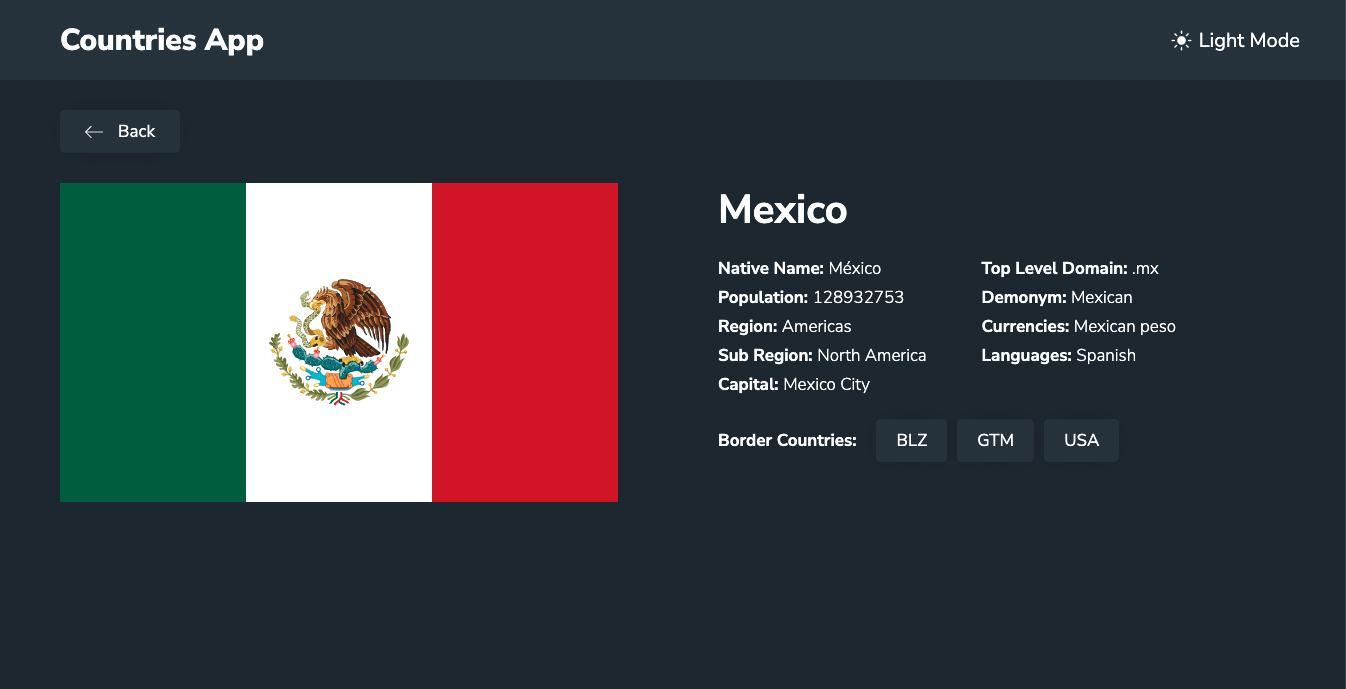 Countries App
Light Mode
Back
Mexico
Native Name: México
Population: 128932753
Region: Americas
Sub Region: North America
Capital: Mexico City
Top Level Domain: .mx
Demonym: Mexican
Currencies: Mexican peso
Languages: Spanish
Border Countries: BLZ GTM USA